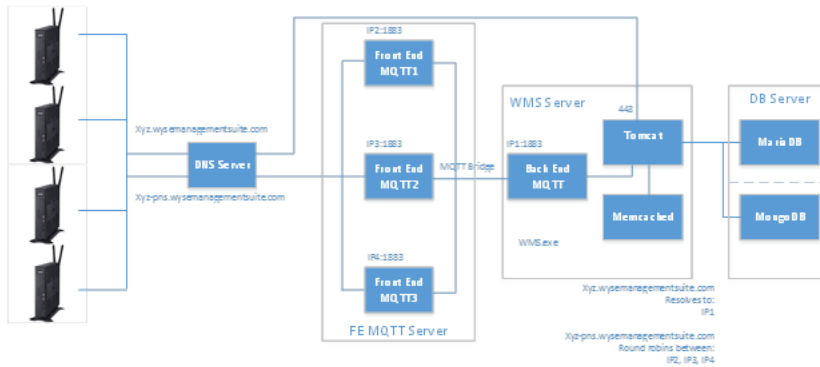 IP2:1883
Front End
MQTT1
Xyz.wysemanagementsuite.com
DNS Server
Xyz-pns.wysemanagementsuite.com
IP3:1883
Front End
MQTT2
MQTT Bridge
IP4:1883
Front End
MQTT3
FE MQTT Server
WMS Server
443
Tomcat
IP1:1883
Back End
MQTT
Memcached
WMS.exe
DB Server
MariaDB
MongoDB
Xyz.wysemanagementsuite.com
Resolves to:
IP1
Xyz-pns.wysemanagementsuite.com
Round robins between:
IP2, IP3, IP4